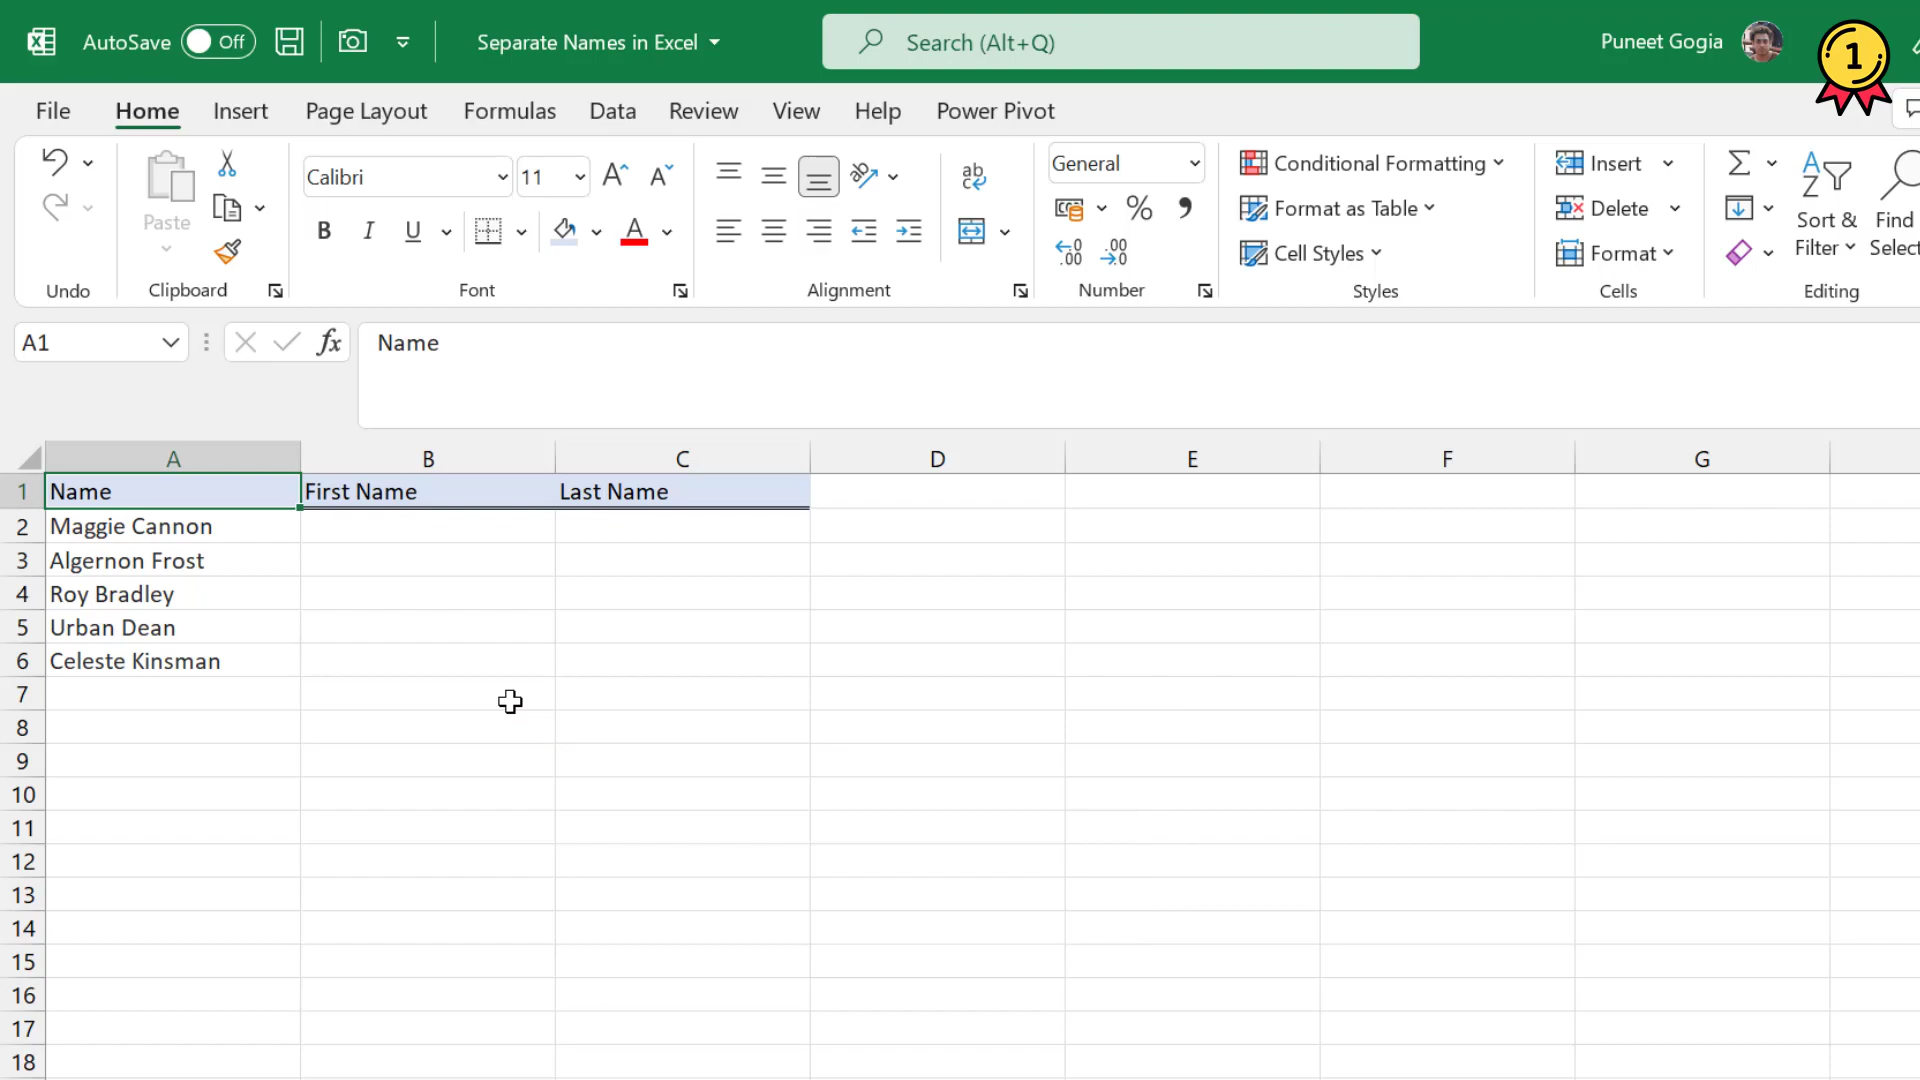 AutoSave Off Separate Names in Excel Search (Alt+Q) Puneet Gogia 1
File Home Insert Page Layout Formulas Data Review View Help Power Pivot
Calibri 11 General Conditional Formatting Insert
Paste Format as Table Delete Sort & Find
Cell Styles Format Filter Select
Undo Clipboard Font Alignment Number Styles Cells Editing
A1 fx Name
A B C D E F G
1 Name First Name Last Name
2 Maggie Cannon
3 Algernon Frost
4 Roy Bradley
5 Urban Dean
6 Celeste Kinsman
7
8
9
10
11
12
13
14
15
16
17
18